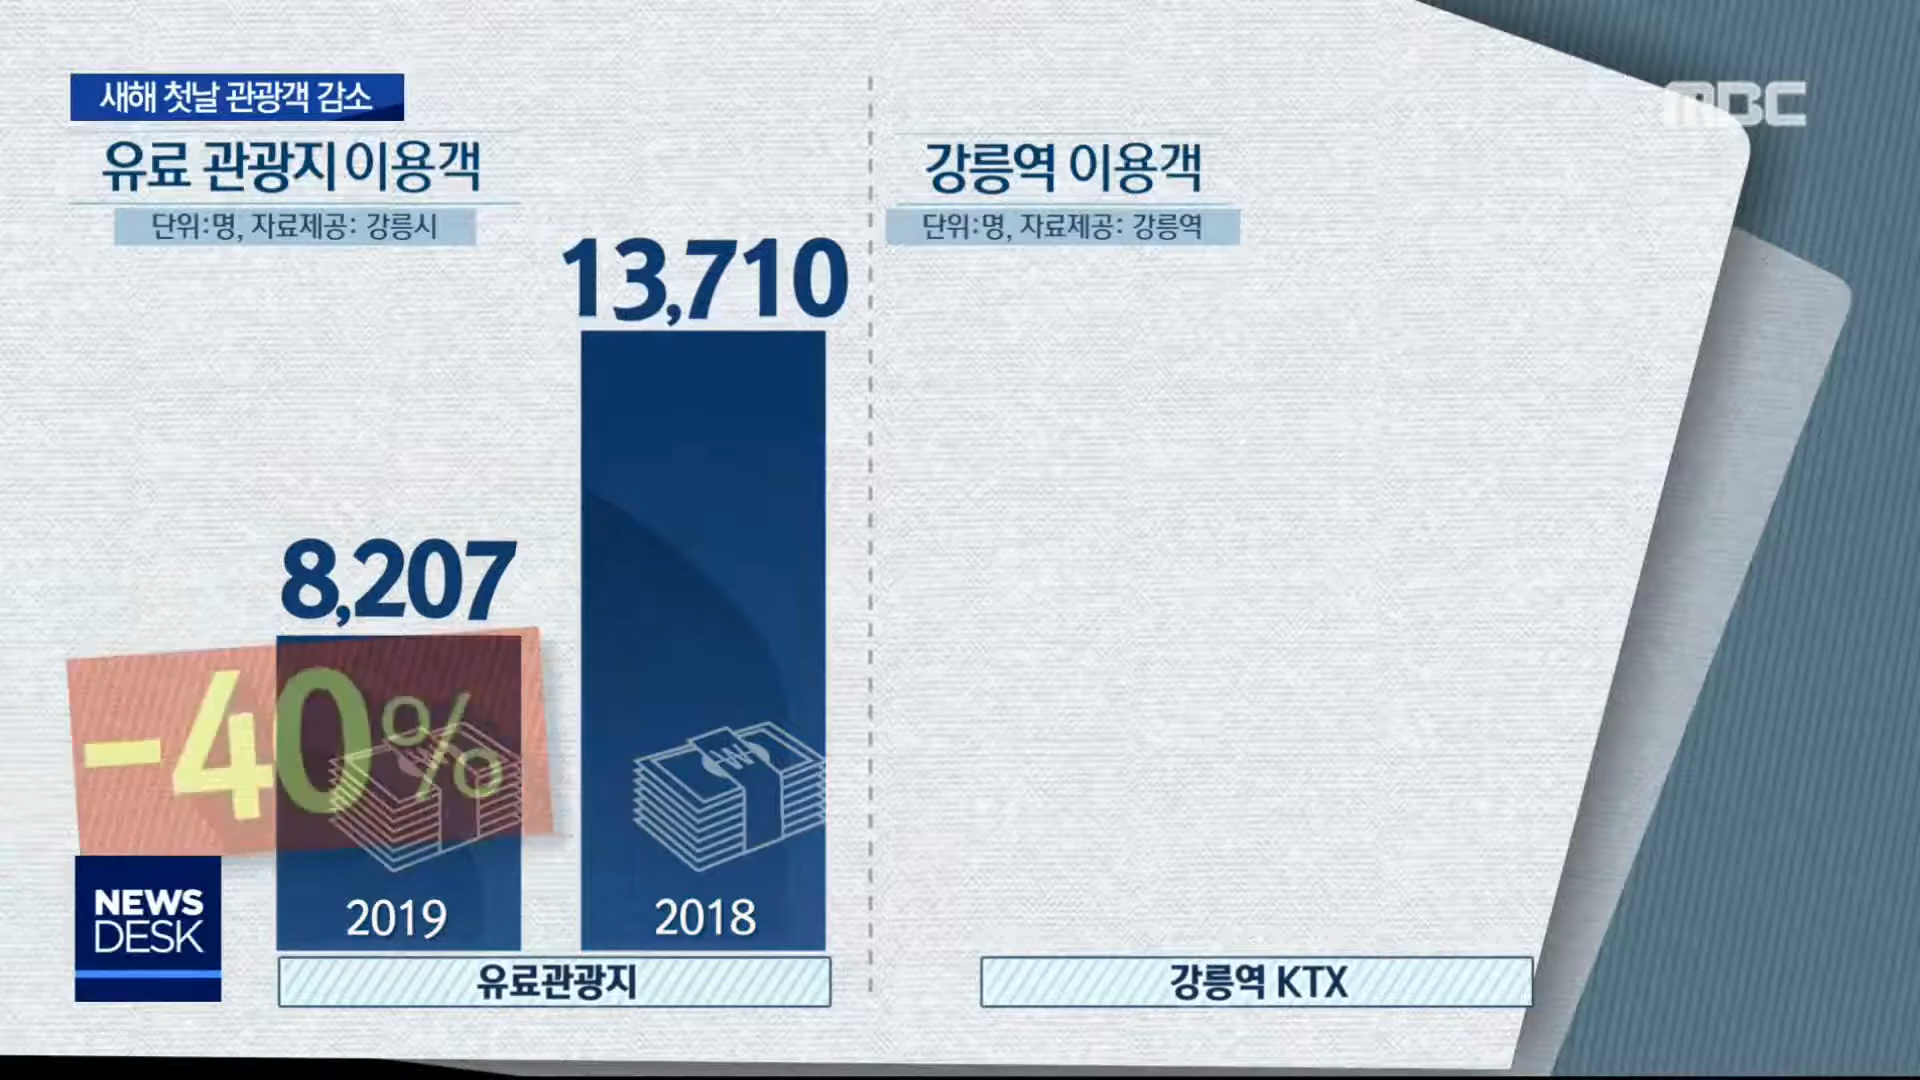 새해 첫날 관광객 감소
MBC
유료 관광지 이용객
단위:명, 자료제공: 강릉시
강릉역 이용객
단위:명, 자료제공: 강릉역
13,710
8,207
-40%
2019
2018
NEWS
DESK
유료관광지
강릉역 KTX